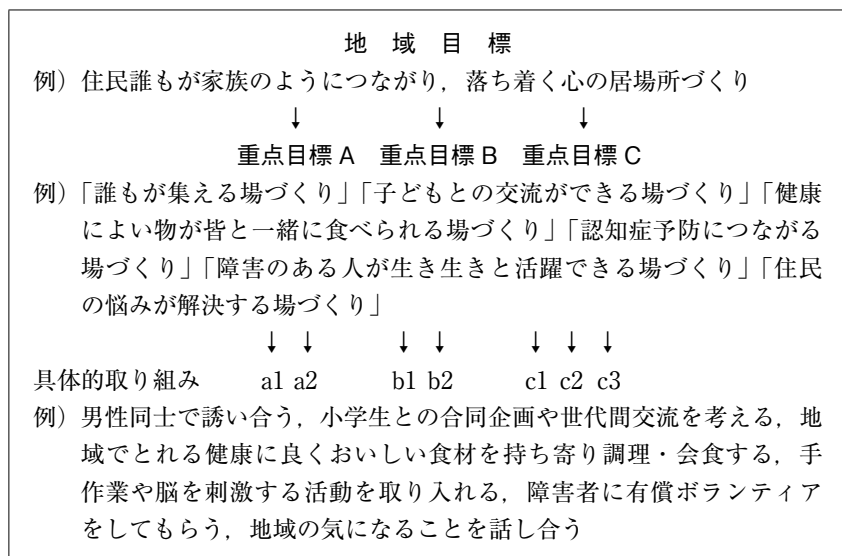 地 域 目 標
例）住民誰もが家族のようにつながり，落ち着く心の居場所づくり
↓ ↓ ↓
重点目標 A 重点目標 B 重点目標 C
例）「誰もが集える場づくり」「子どもとの交流ができる場づくり」「健康
によい物が皆と一緒に食べられる場づくり」「認知症予防につながる
場づくり」「障害のある人が生き生きと活躍できる場づくり」「住民
の悩みが解決する場づくり」
↓ ↓ ↓ ↓ ↓ ↓ ↓
具体的取り組み a1 a2 b1 b2 c1 c2 c3
例）男性同士で誘い合う，小学生との合同企画や世代間交流を考える，地
域でとれる健康に良くおいしい食材を持ち寄り調理・会食する，手
作業や脳を刺激する活動を取り入れる，障害者に有償ボランティア
をしてもらう，地域の気になることを話し合う